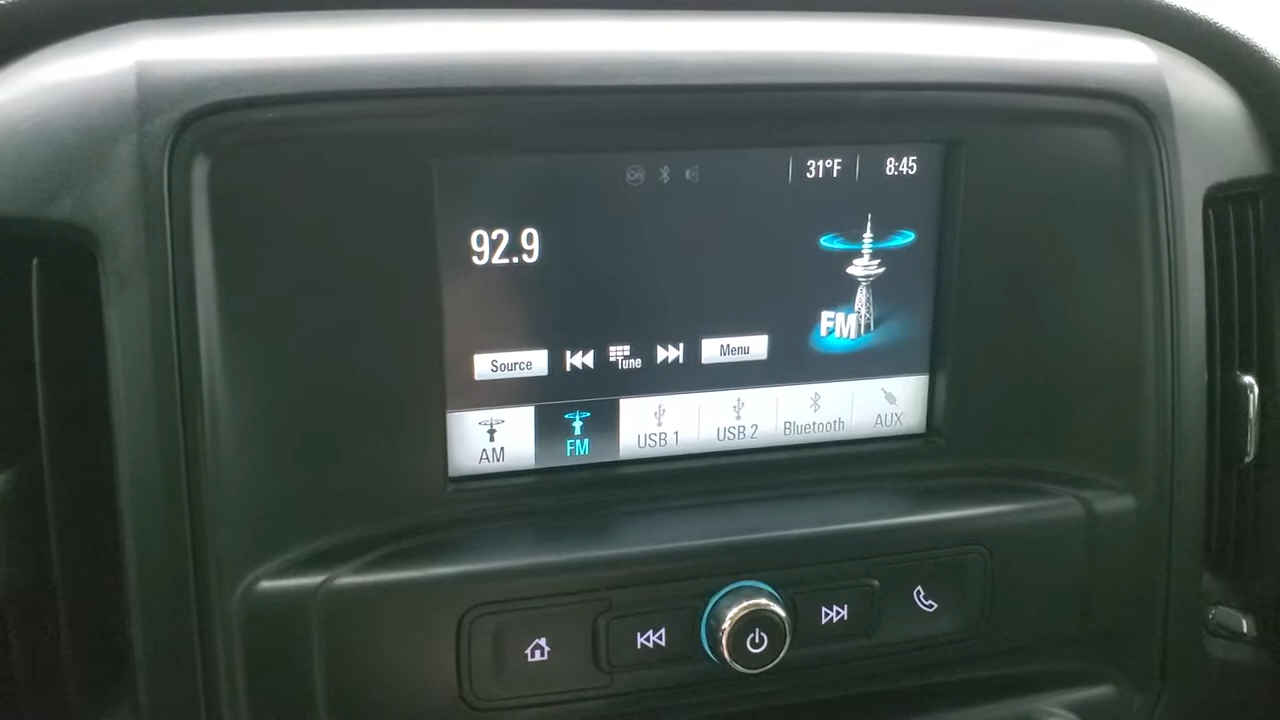 31°F 8:45
92.9
FM
Source Tune Menu
AM FM USB 1 USB 2 Bluetooth AUX